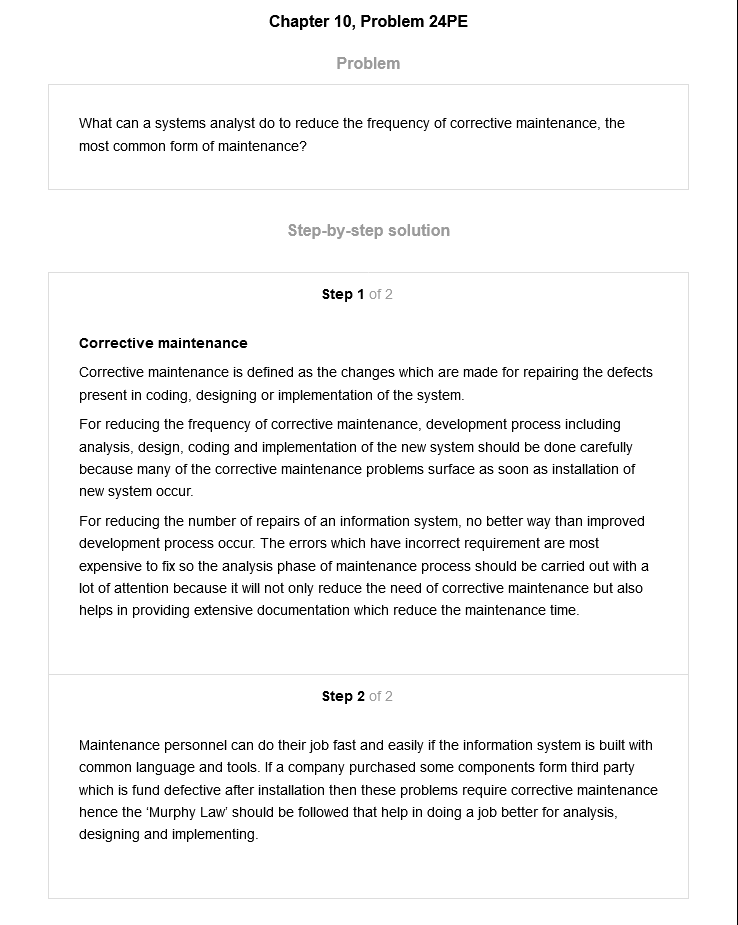 Chapter 10, Problem 24PE
Problem
What can a systems analyst do to reduce the frequency of corrective maintenance, the
most common form of maintenance?
Step-by-step solution
Step 1 of 2
Corrective maintenance
Corrective maintenance is defined as the changes which are made for repairing the defects
present in coding, designing or implementation of the system.
For reducing the frequency of corrective maintenance, development process including
analysis, design, coding and implementation of the new system should be done carefully
because many of the corrective maintenance problems surface as soon as installation of
new system occur.
For reducing the number of repairs of an information system, no better way than improved
development process occur. The errors which have incorrect requirement are most
expensive to fix so the analysis phase of maintenance process should be carried out with a
lot of attention because it will not only reduce the need of corrective maintenance but also
helps in providing extensive documentation which reduce the maintenance time.
Step 2 of 2
Maintenance personnel can do their job fast and easily if the information system is built with
common language and tools. If a company purchased some components form third party
which is fund defective after installation then these problems require corrective maintenance
hence the ‘Murphy Law’ should be followed that help in doing a job better for analysis,
designing and implementing.